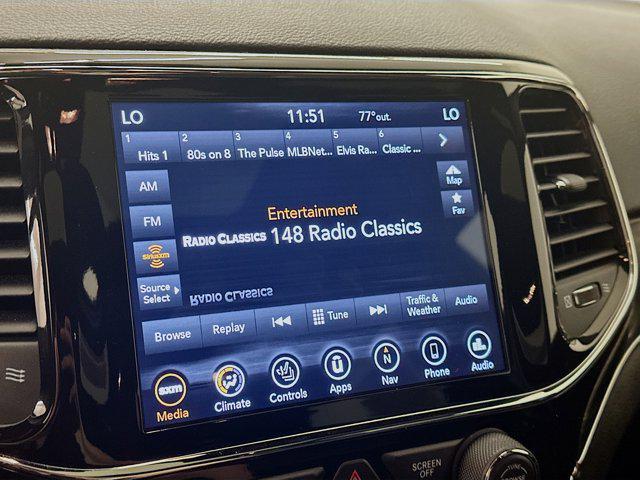 LO 11:51 77°out. LO
1 2 3 4 5 6
Hits 1 80s on 8 The Pulse MLBNet... Elvis Ra... Classic ...
AM
Map
FM
Fav
Entertainment
siriusxm
RADIO CLASSICS 148 Radio Classics
Source
Select
RADIO CLASSICS
Browse Replay Tune Traffic &
Weather Audio
sxm
Media Climate Controls Apps Nav Phone Audio
N
SCREEN
OFF
TUNE
BROWSE